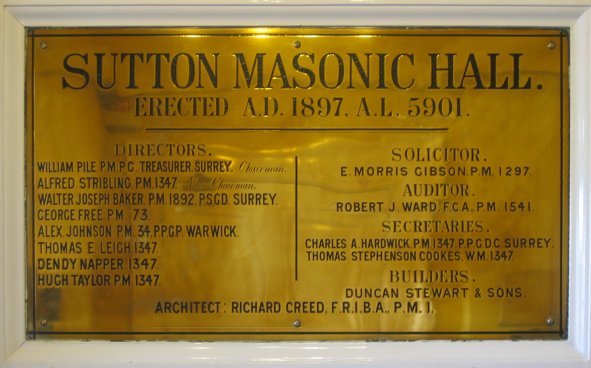 SUTTON MASONIC HALL.
ERECTED A.D. 1897. A.L. 5901.
DIRECTORS.
WILLIAM PILE, P.M.P.G. TREASURER SURREY. Chairman.
ALFRED STRIBLING. P.M. 1347. Chairman.
WALTER JOSEPH BAKER. P.M. 1892. P.S.G.D. SURREY.
GEORGE FREE. P.M. 73.
ALEX. JOHNSON. P.M. 34. P.P.G.P. WARWICK.
THOMAS E. LEIGH 1347.
DENDY NAPPER 1347.
HUGH TAYLOR. P.M. 1347.
SOLICITOR.
E. MORRIS GIBSON. P.M. 1297.
AUDITOR.
ROBERT J. WARD. F.C.A. P.M. 1541.
SECRETARIES.
CHARLES A. HARDWICK. P.M. 1347. P.P.G.D.C. SURREY.
THOMAS STEPHENSON COOKES. W.M. 1347.
BUILDERS.
DUNCAN STEWART & SONS.
ARCHITECT: RICHARD CREED, F.R.I.B.A., P.M. 1.